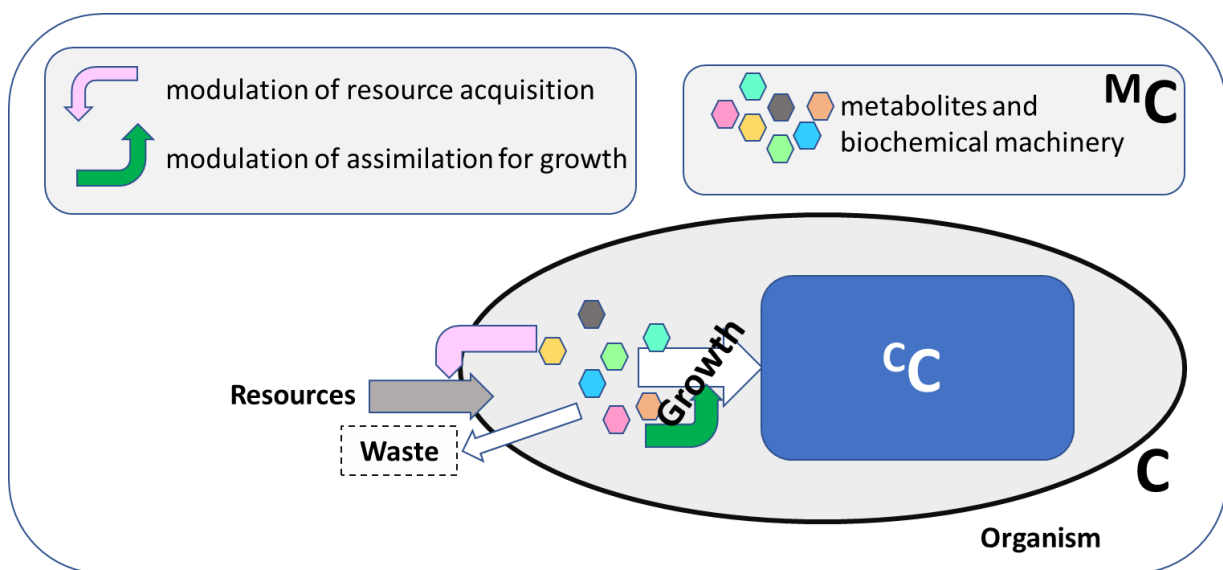 modulation of resource acquisition
modulation of assimilation for growth
metabolites and
biochemical machinery
ᴹC
Resources
Waste
Growth
ᶜC
C
Organism